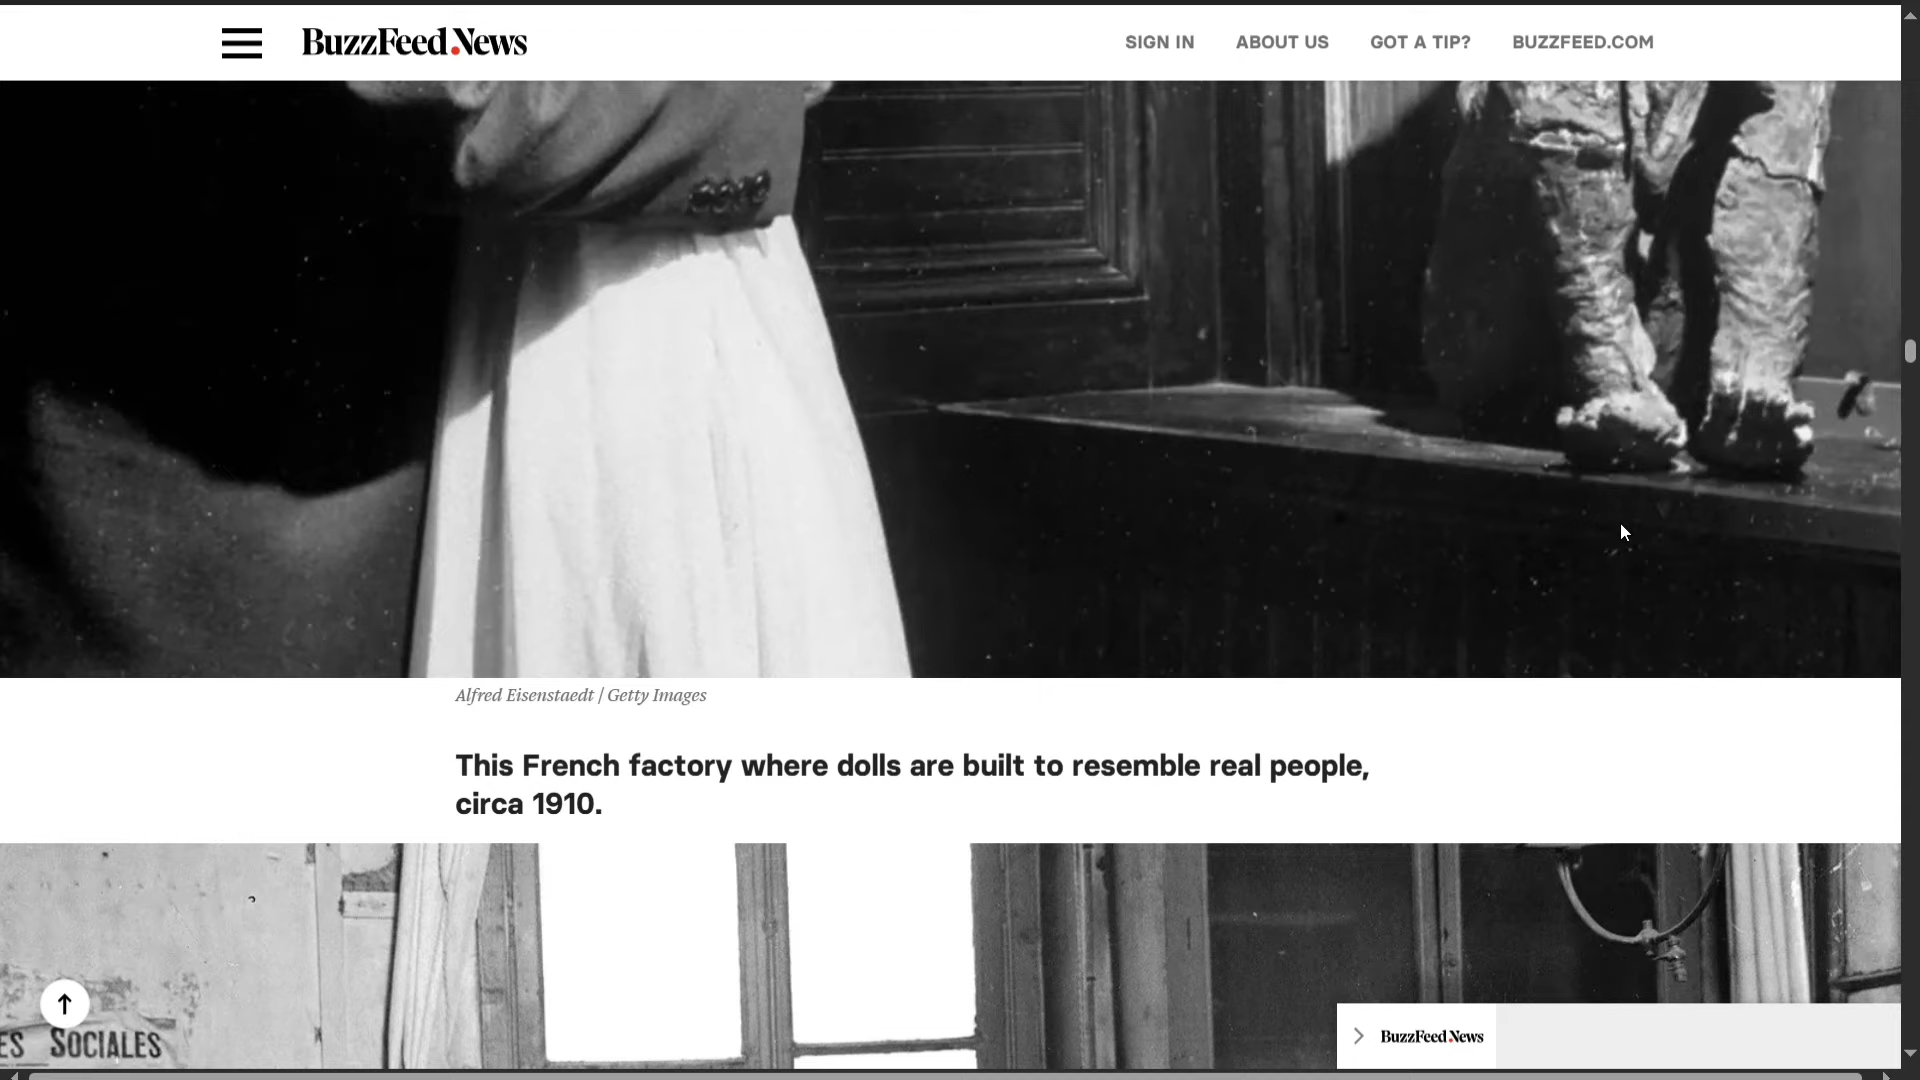 BuzzFeed News
SIGN IN
ABOUT US
GOT A TIP?
BUZZFEED.COM
Alfred Eisenstaedt / Getty Images
This French factory where dolls are built to resemble real people,
circa 1910.
ES SOCIALES
BuzzFeed News